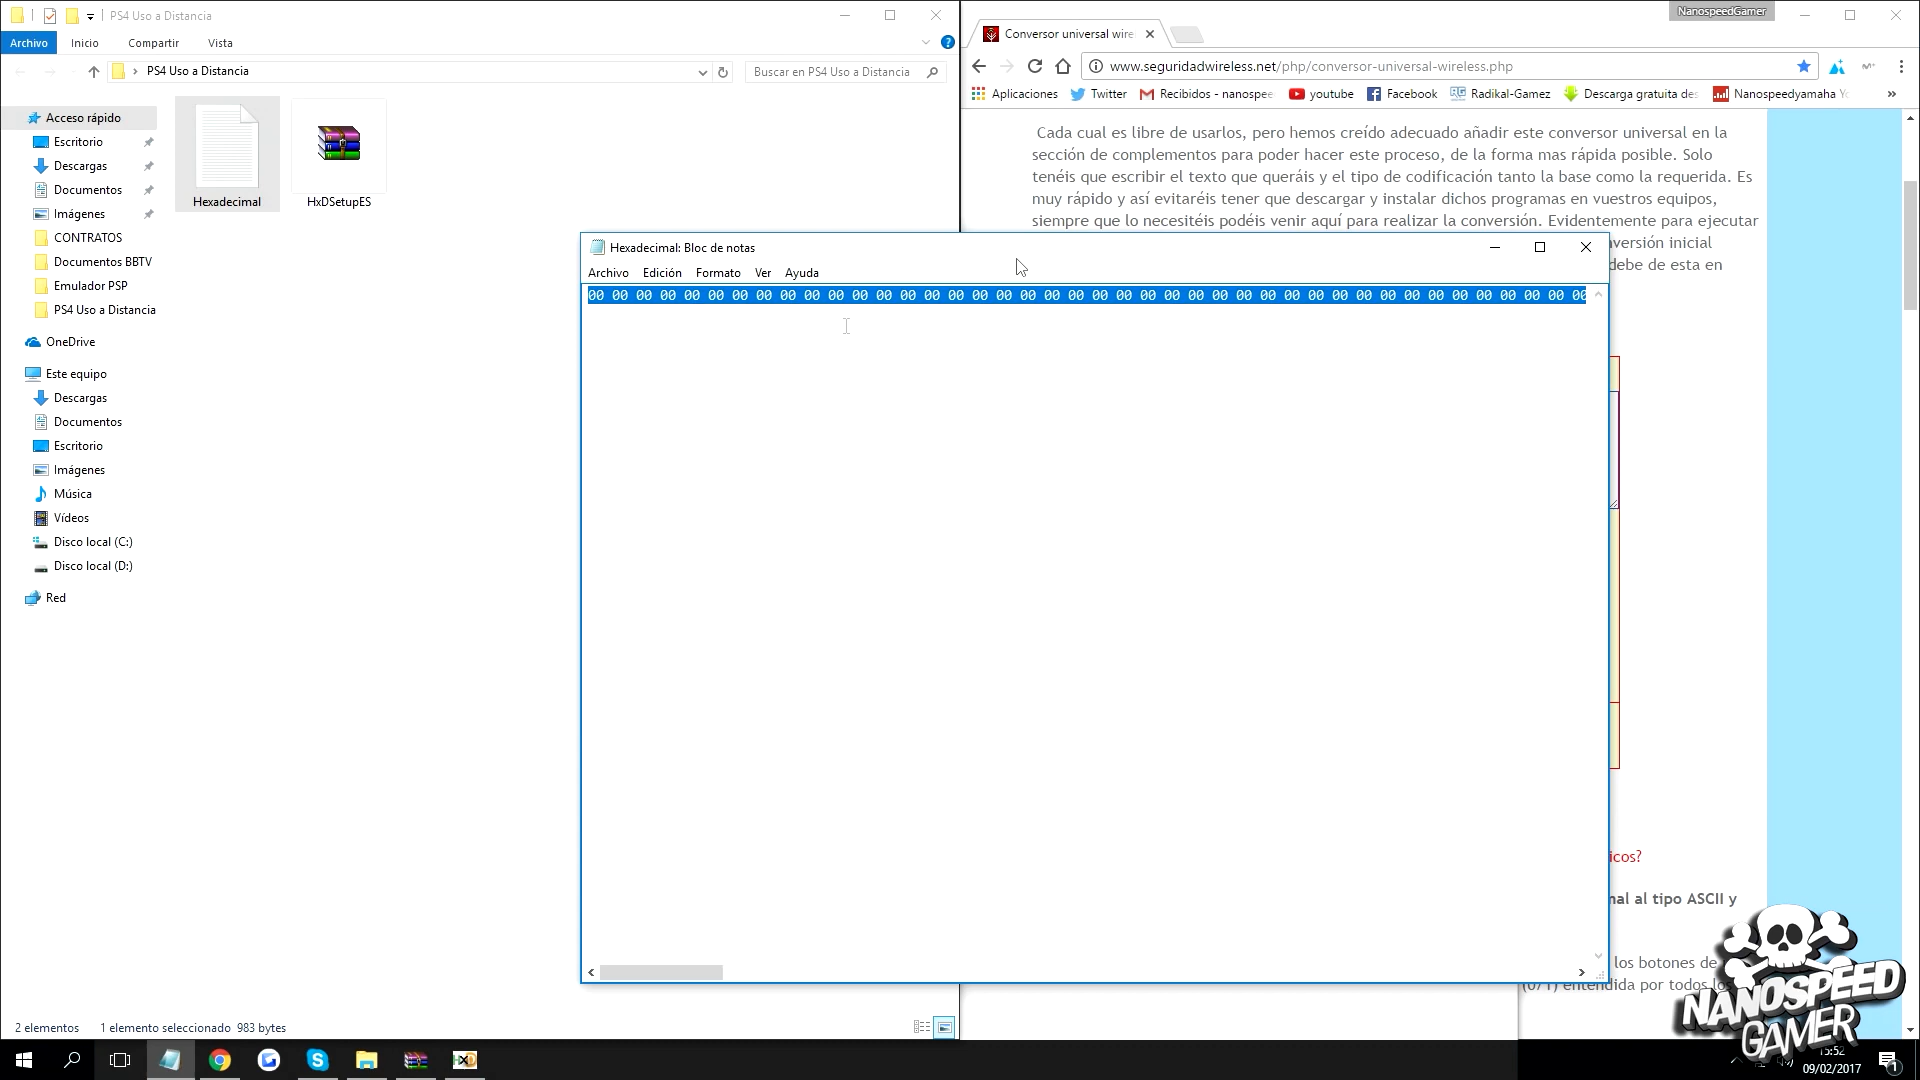 PS4 Uso a Distancia
Archivo Inicio Compartir Vista
PS4 Uso a Distancia
Buscar en PS4 Uso a Distancia
Acceso rápido
Escritorio
Descargas
Documentos
Imágenes
CONTRATOS
Documentos BBTV
Emulador PSP
PS4 Uso a Distancia
OneDrive
Este equipo
Descargas
Documentos
Escritorio
Imágenes
Música
Vídeos
Disco local (C:)
Disco local (D:)
Red
Hexadecimal
HxDSetupES
2 elementos 1 elemento seleccionado 983 bytes
NanospeedGamer
Conversor universal wire
www.seguridadwireless.net/php/conversor-universal-wireless.php
Aplicaciones Twitter Recibidos - nanospee youtube Facebook Radikal-Gamez Descarga gratuita de Nanospeedyamaha
Cada cual es libre de usarlos, pero hemos creído adecuado añadir este conversor universal en la
sección de complementos para poder hacer este proceso, de la forma mas rápida posible. Solo
tenéis que escribir el texto que queráis y el tipo de codificación tanto la base como la requerida. Es
muy rápido y así evitaréis tener que descargar y instalar dichos programas en vuestros equipos,
siempre que lo necesitéis podéis venir aquí para realizar la conversión. Evidentemente para ejecutar
nversión inicial
debe de esta en
icos?
nal al tipo ASCII y
los botones de
(0/1) entendida por todos los
Hexadecimal: Bloc de notas
Archivo Edición Formato Ver Ayuda
00 00 00 00 00 00 00 00 00 00 00 00 00 00 00 00 00 00 00 00 00 00 00 00 00 00 00 00 00 00 00 00 00 00 00 00 00 00 00 00 00 00
NANOSPEED
GAMER
15:52
09/02/2017
1